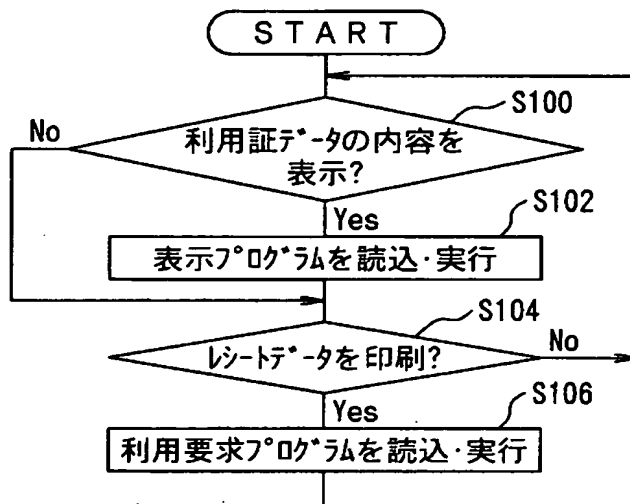 START
S100
No
利用証ﾃﾞｰﾀの内容を
表示?
Yes
S102
表示ﾌﾟﾛｸﾞﾗﾑを読込·実行
S104
ﾚｼｰﾄﾃﾞｰﾀを印刷?
No
Yes
S106
利用要求ﾌﾟﾛｸﾞﾗﾑを読込·実行